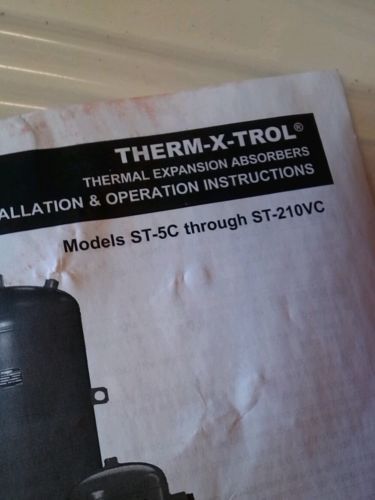 THERM-X-TROL®
THERMAL EXPANSION ABSORBERS
ALLATION & OPERATION INSTRUCTIONS
Models ST-5C through ST-210VC